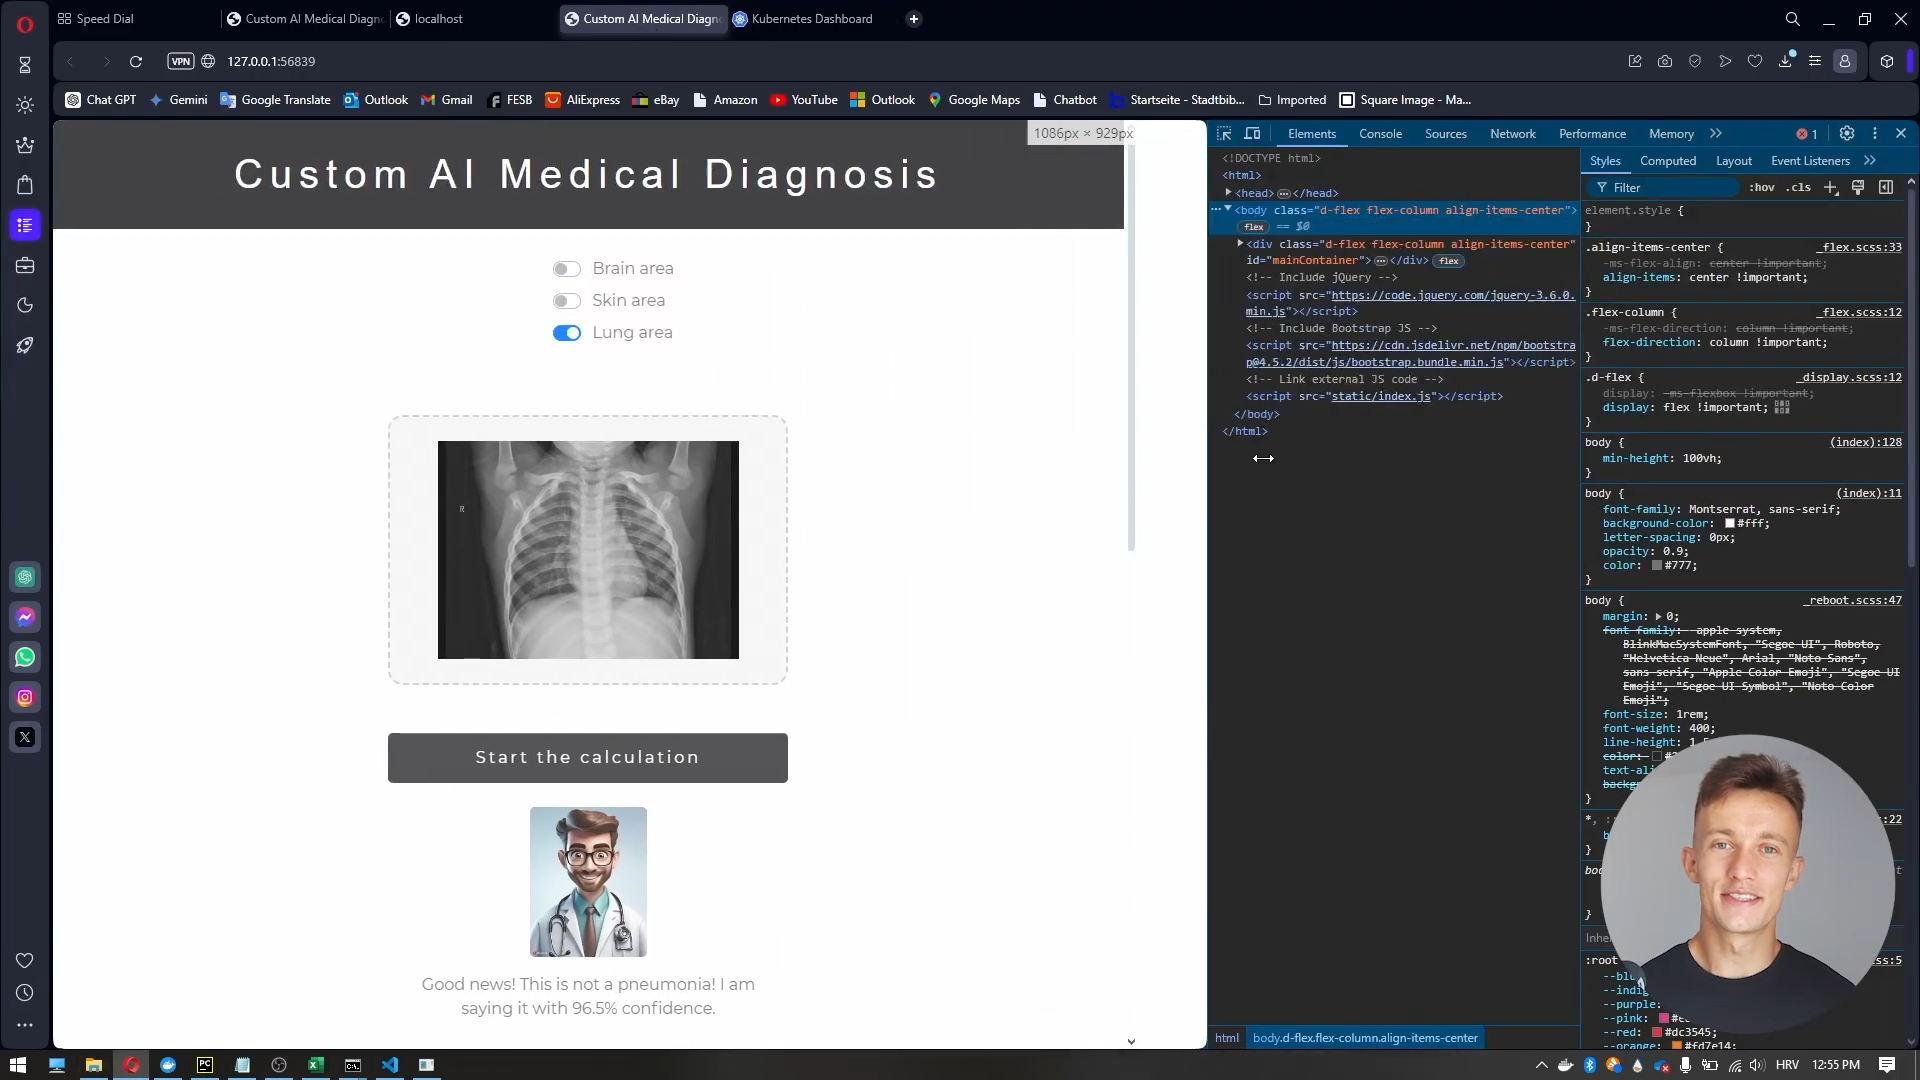 Speed Dial
Custom AI Medical Diagn
localhost
Custom AI Medical Diagn
Kubernetes Dashboard
VPN
127.0.0.1:56839
Chat GPT
Gemini
Google Translate
Outlook
Gmail
FESB
AliExpress
eBay
Amazon
YouTube
Outlook
Google Maps
Chatbot
Startseite - Stadtbib...
Imported
Square Image - Ma...
1086px × 929px
Custom AI Medical Diagnosis
Brain area
Skin area
Lung area
R
Start the calculation
Good news! This is not a pneumonia! I am
saying it with 96.5% confidence.
Elements
Console
Sources
Network
Performance
Memory
1
<!DOCTYPE html>
<html>
<head> </head>
<body class="d-flex flex-column align-items-center">
flex == $0
<div class="d-flex flex-column align-items-center"
id="mainContainer"> </div> flex
<!-- Include jQuery -->
<script src="https://code.jquery.com/jquery-3.6.0.
min.js"></script>
<!-- Include Bootstrap JS -->
<script src="https://cdn.jsdelivr.net/npm/bootstra
p@4.5.2/dist/js/bootstrap.bundle.min.js"></script>
<!-- Link external JS code -->
<script src="static/index.js"></script>
</body>
</html>
html
body.d-flex.flex-column.align-items-center
Styles
Computed
Layout
Event Listeners
Filter
:hov
.cls
element.style {
}
.align-items-center {
_flex.scss:33
-ms-flex-align: center !important;
align-items: center !important;
}
.flex-column {
_flex.scss:12
-ms-flex-direction: column !important;
flex-direction: column !important;
}
.d-flex {
_display.scss:12
display: -ms-flexbox !important;
display: flex !important;
}
body {
(index):128
min-height: 100vh;
}
body {
(index):11
font-family: Montserrat, sans-serif;
background-color: #fff;
letter-spacing: 0px;
opacity: 0.9;
color: #777;
}
body {
_reboot.scss:47
margin: 0;
font-family: -apple-system,
BlinkMacSystemFont, "Segoe UI", Roboto,
"Helvetica Neue", Arial, "Noto Sans",
sans-serif, "Apple Color Emoji", "Segoe UI
Emoji", "Segoe UI Symbol", "Noto Color
Emoji";
font-size: 1rem;
font-weight: 400;
line-height: 1
color:
text-al
backg
}
*, :
:22
b
}
}
Inhe
:root
ss:5
--blu
--indig
--purple:
--pink:
--red: #dc3545;
--orange: #fd7e14;
HRV
12:55 PM